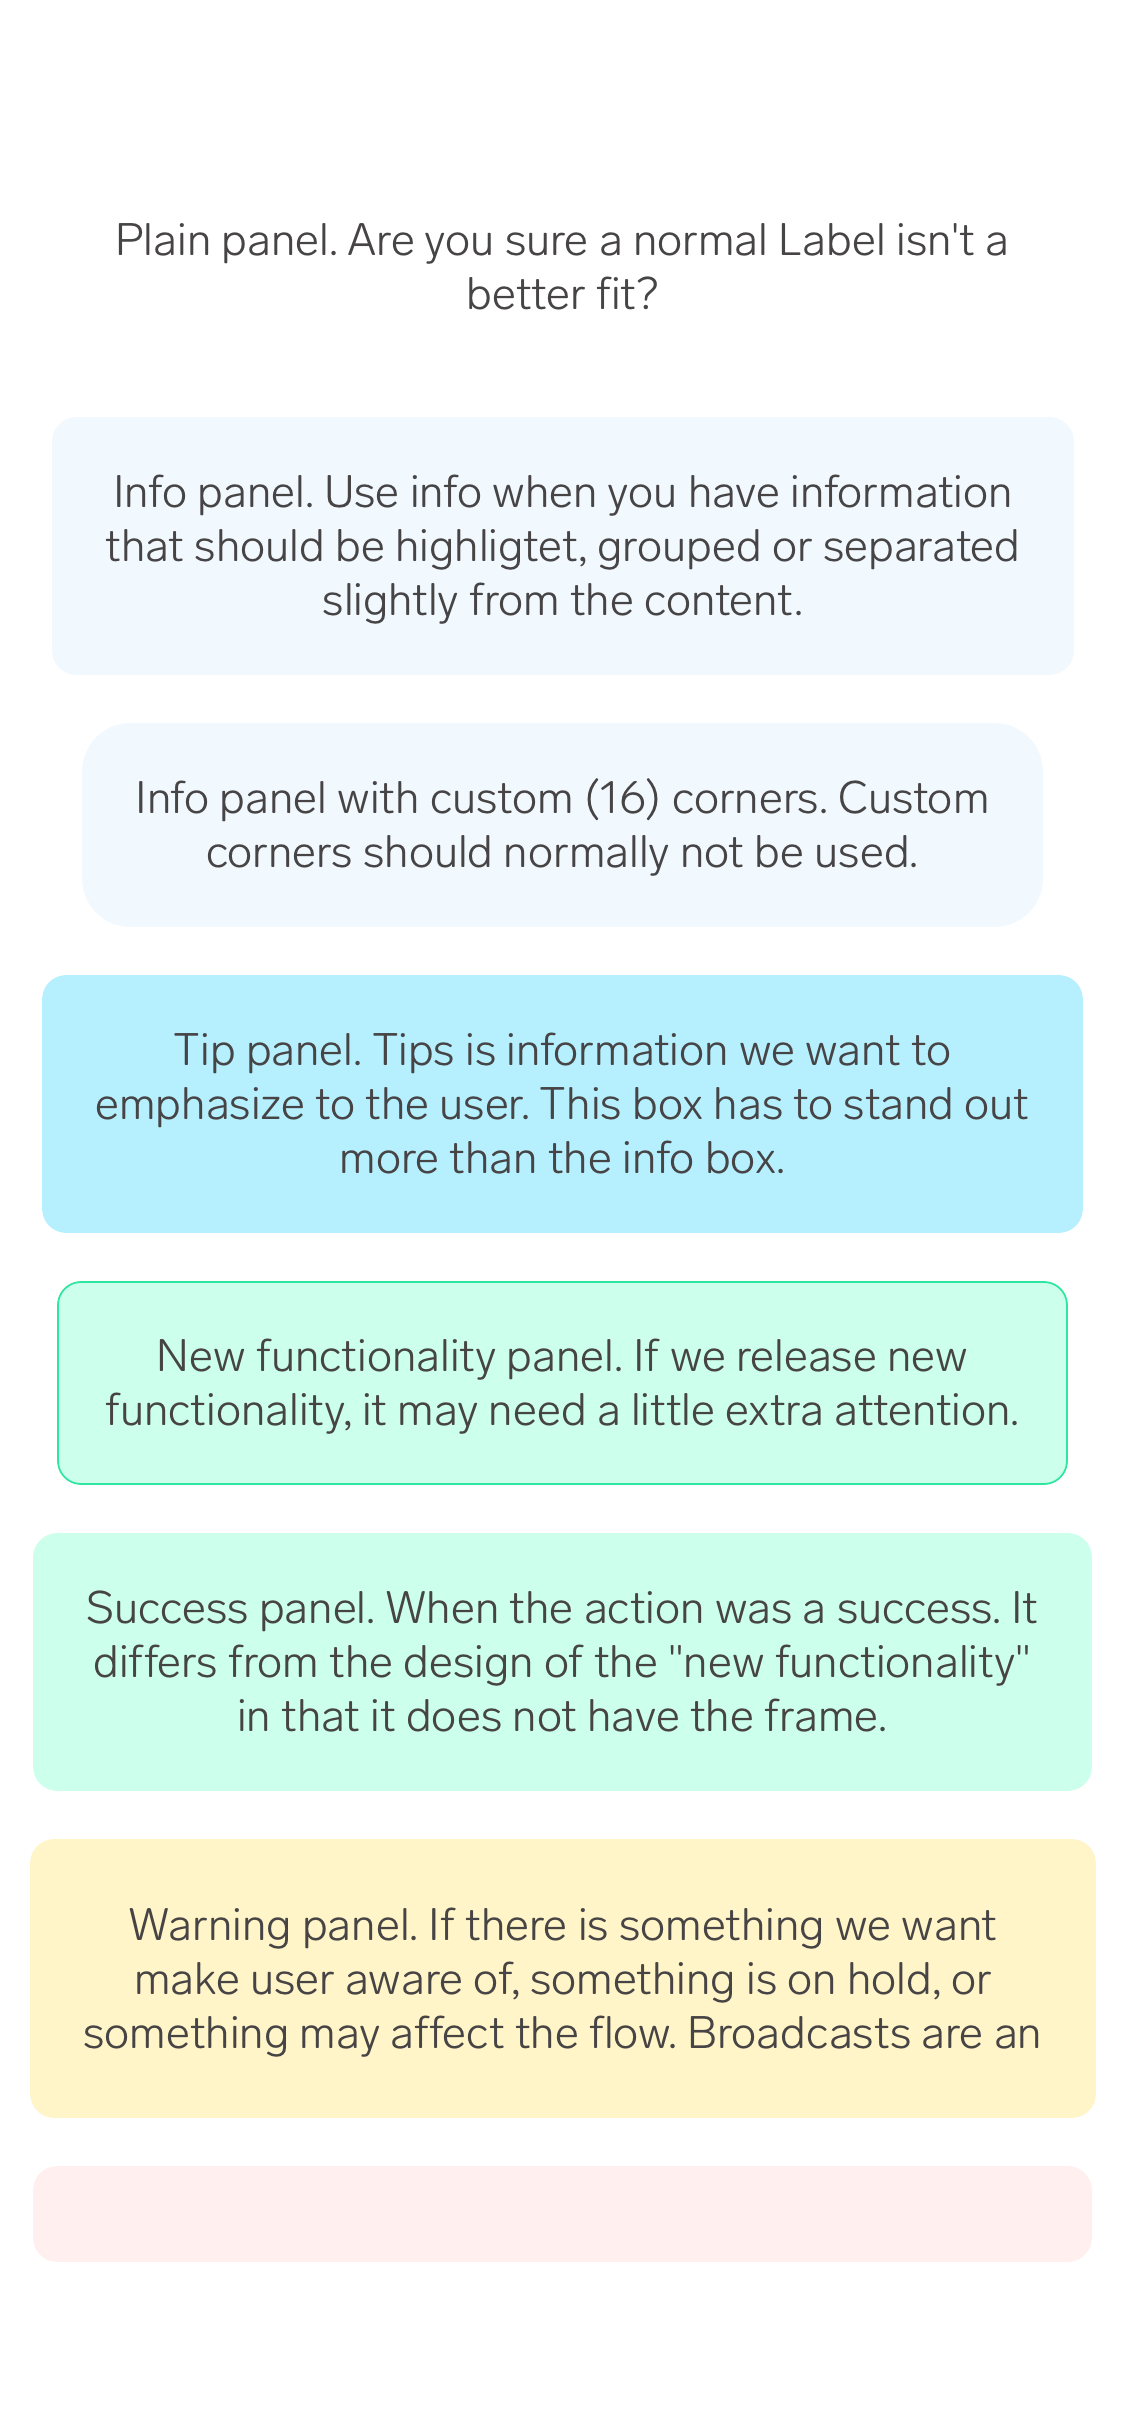 Plain panel. Are you sure a normal Label isn't a
better fit?
Info panel. Use info when you have information
that should be highligtet, grouped or separated
slightly from the content.
Info panel with custom (16) corners. Custom
corners should normally not be used.
Tip panel. Tips is information we want to
emphasize to the user. This box has to stand out
more than the info box.
New functionality panel. If we release new
functionality, it may need a little extra attention.
Success panel. When the action was a success. It
differs from the design of the "new functionality"
in that it does not have the frame.
Warning panel. If there is something we want
make user aware of, something is on hold, or
something may affect the flow. Broadcasts are an